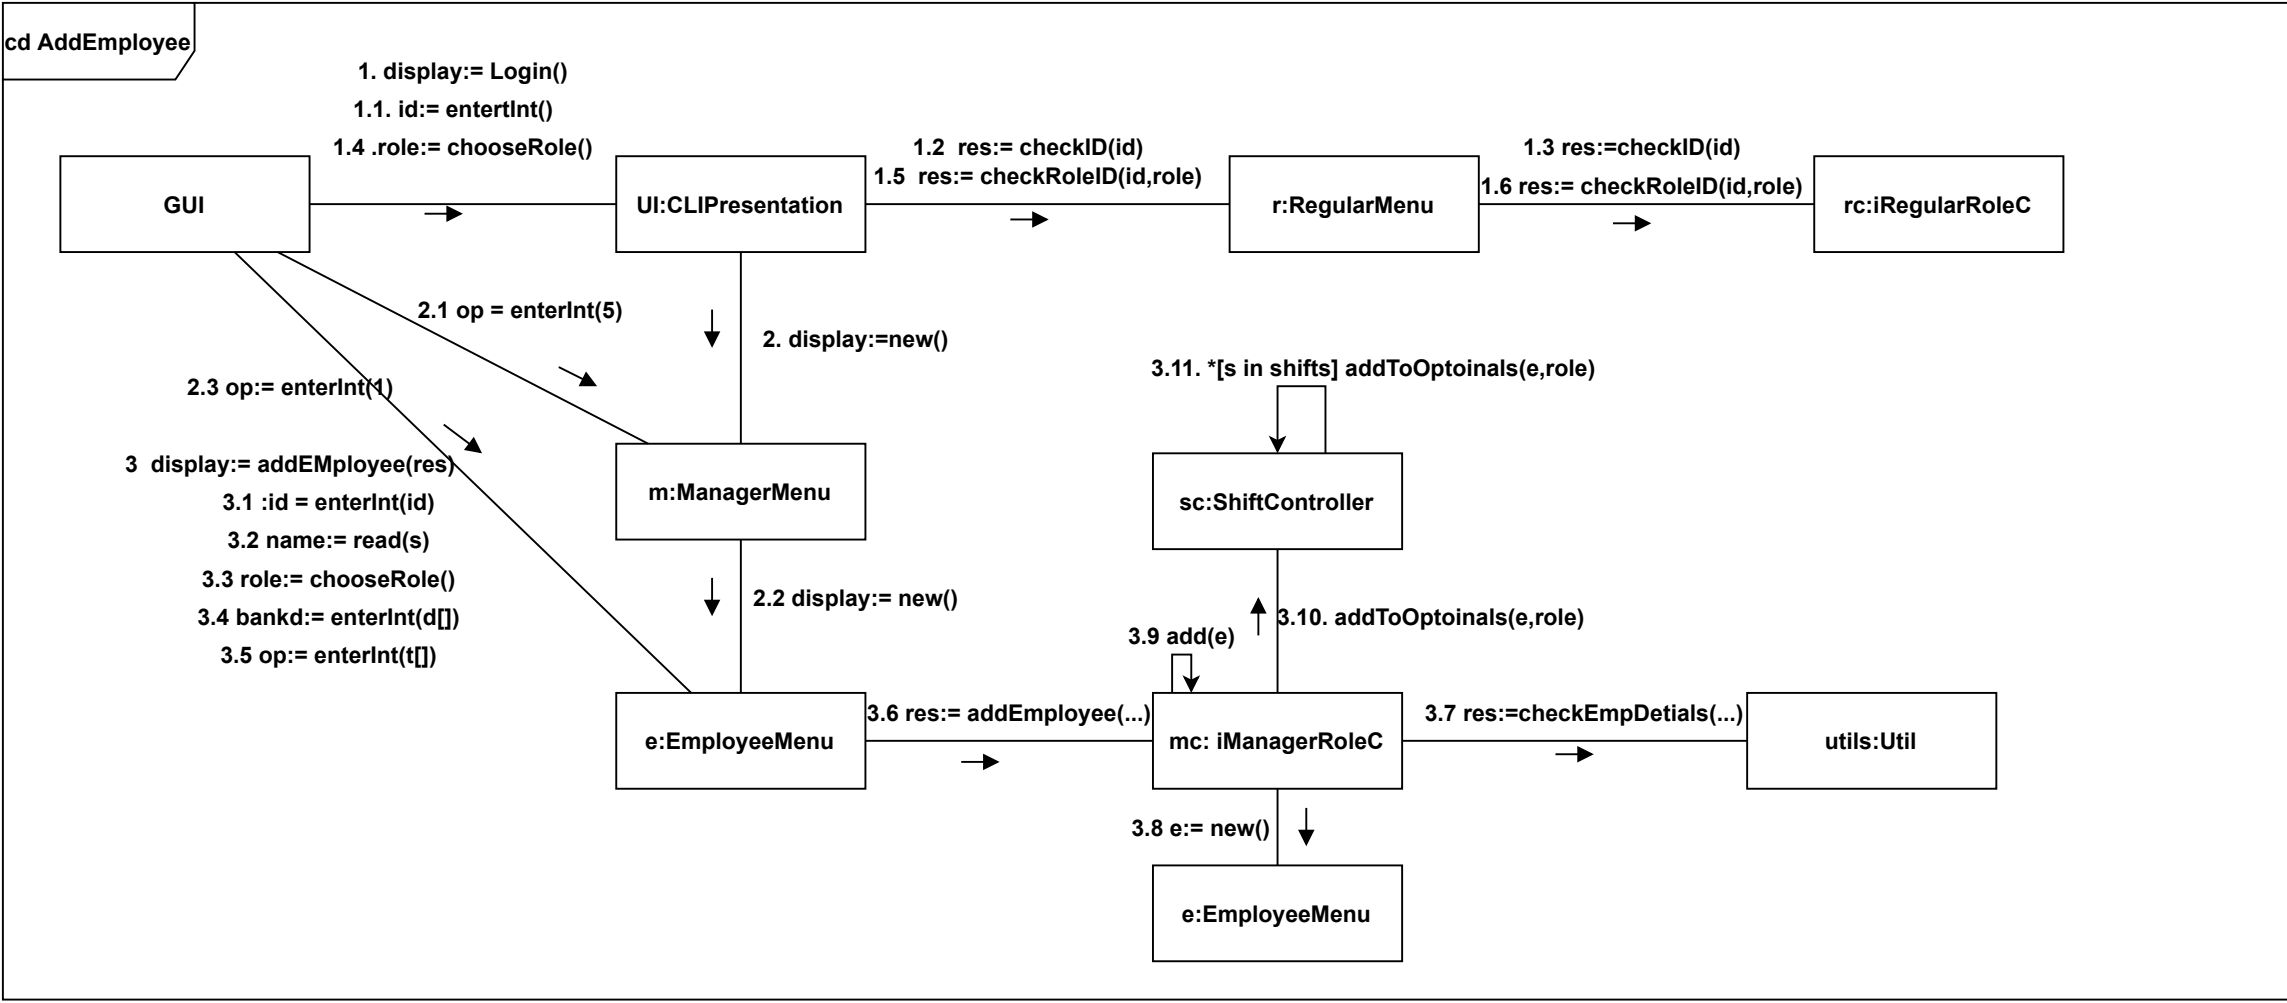 cd AddEmployee
1. display:= Login()
1.1. id:= entertInt()
1.4 .role:= chooseRole()
1.2  res:= checkID(id)
1.5  res:= checkRoleID(id,role)
1.3 res:=checkID(id)
1.6 res:= checkRoleID(id,role)
GUI
UI:CLIPresentation
r:RegularMenu
rc:iRegularRoleC
2.1 op = enterInt(5)
2. display:=new()
2.3 op:= enterInt(1)
3.11. *[s in shifts] addToOptoinals(e,role)
3  display:= addEMployee(res)
3.1 :id = enterInt(id)
3.2 name:= read(s)
3.3 role:= chooseRole()
3.4 bankd:= enterInt(d[])
3.5 op:= enterInt(t[])
m:ManagerMenu
sc:ShiftController
2.2 display:= new()
3.10. addToOptoinals(e,role)
3.9 add(e)
3.6 res:= addEmployee(...)
3.7 res:=checkEmpDetials(...)
e:EmployeeMenu
mc: iManagerRoleC
utils:Util
3.8 e:= new()
e:EmployeeMenu